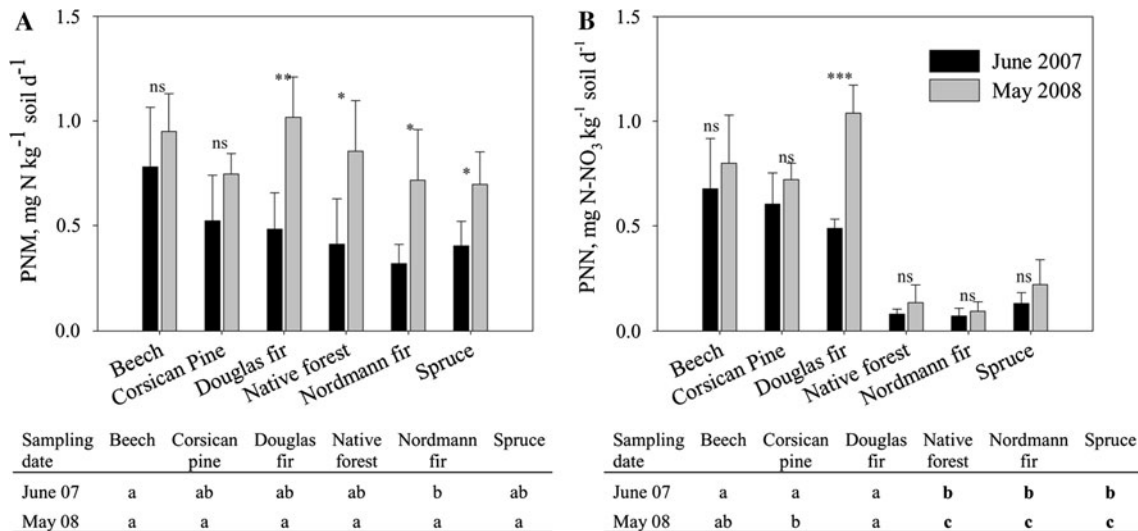 A
PNM, mg N kg⁻¹ soil d⁻¹
1.5
1.0
0.5
0.0
ns
ns
**
*
*
*
Beech
Corsican Pine
Douglas fir
Native forest
Nordmann fir
Spruce
Sampling date Beech Corsican pine Douglas fir Native forest Nordmann fir Spruce
June 07 a ab ab ab b ab
May 08 a a a a a a
B
PNN, mg N-NO₃ kg⁻¹ soil d⁻¹
1.5
1.0
0.5
0.0
June 2007
May 2008
ns
ns
***
ns
ns
ns
Beech
Corsican Pine
Douglas fir
Native forest
Nordmann fir
Spruce
Sampling date Beech Corsican pine Douglas fir Native forest Nordmann fir Spruce
June 07 a a a b b b
May 08 ab b a c c c